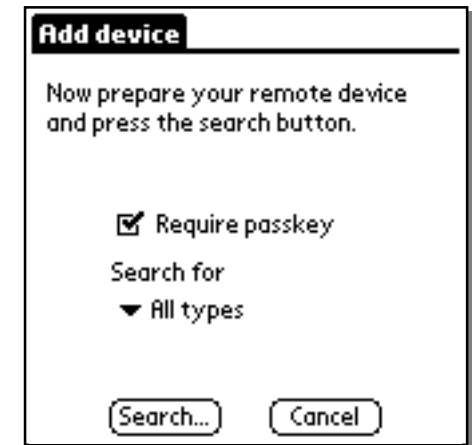 Add device
Now prepare your remote device
and press the search button.
Require passkey
Search for
All types
Search...
Cancel